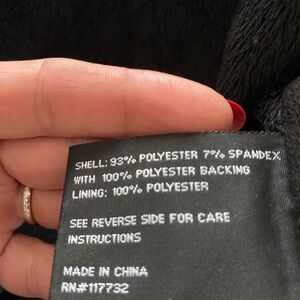 SHELL: 93% POLYESTER 7% SPANDEX
WITH 100% POLYESTER BACKING
LINING: 100% POLYESTER
SEE REVERSE SIDE FOR CARE
INSTRUCTIONS
MADE IN CHINA
RN#117732